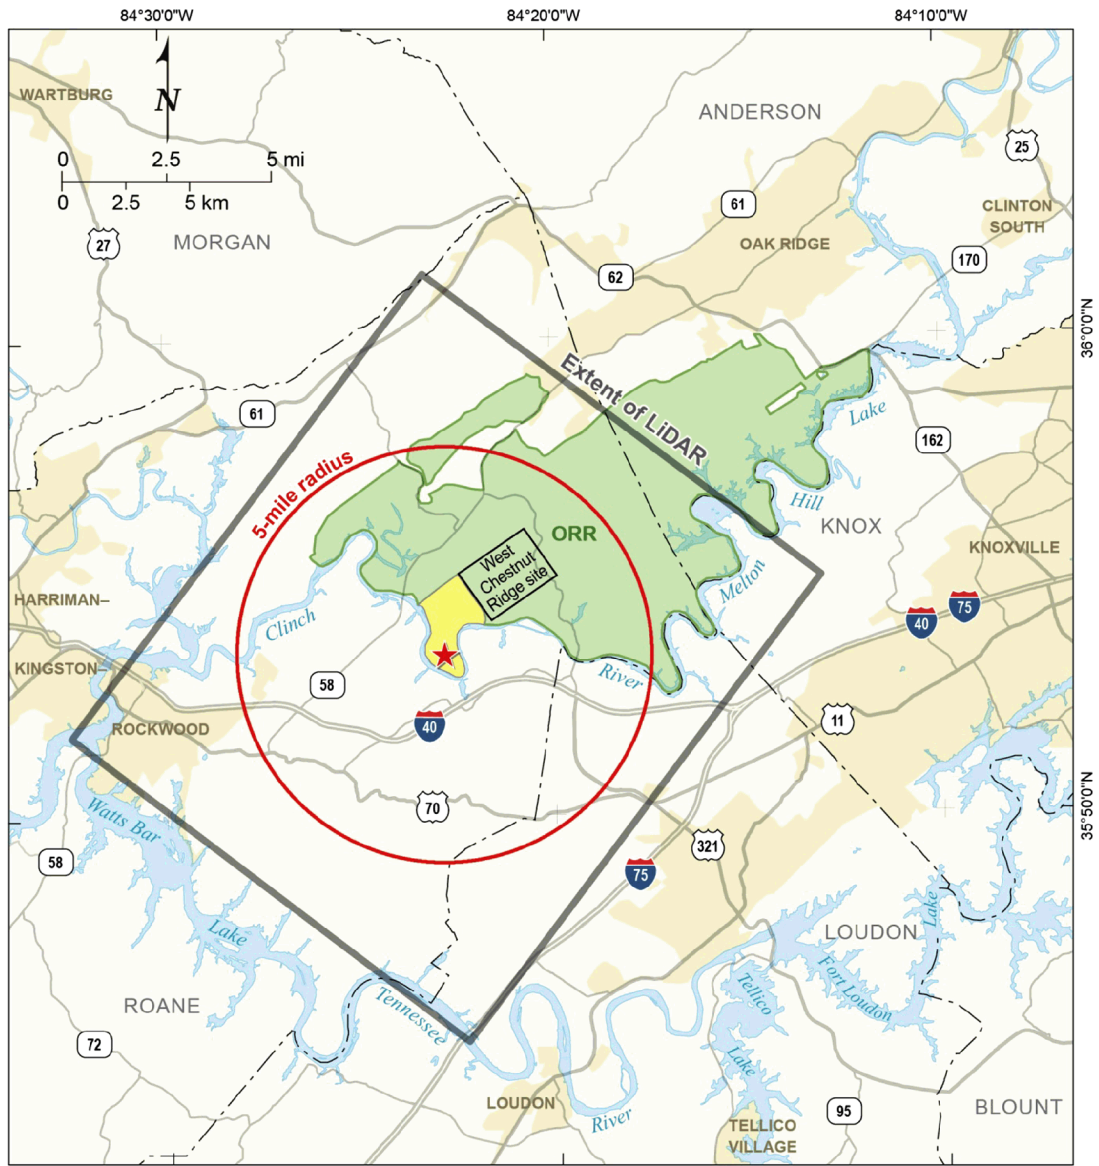 84°30'0"W
84°20'0"W
84°10'0"W
WARTBURG
N
ANDERSON
25
0 2.5 5 mi
0 2.5 5 km
61
CLINTON
SOUTH
27
MORGAN
OAK RIDGE
170
62
36°0'0"N
Extent of LiDAR
61
Lake
162
5-mile radius
Hill
KNOX
ORR
West
Chestnut
Ridge site
KNOXVILLE
Melton
HARRIMAN–
75
40
Clinch
KINGSTON–
River
58
ROCKWOOD
40
11
35°50'0"N
Watts Bar
70
321
58
75
Lake
Lake
LOUDON
Fort Loudon
Tellico
ROANE
Tennessee
72
Lake
LOUDON
River
95
BLOUNT
TELLICO
VILLAGE